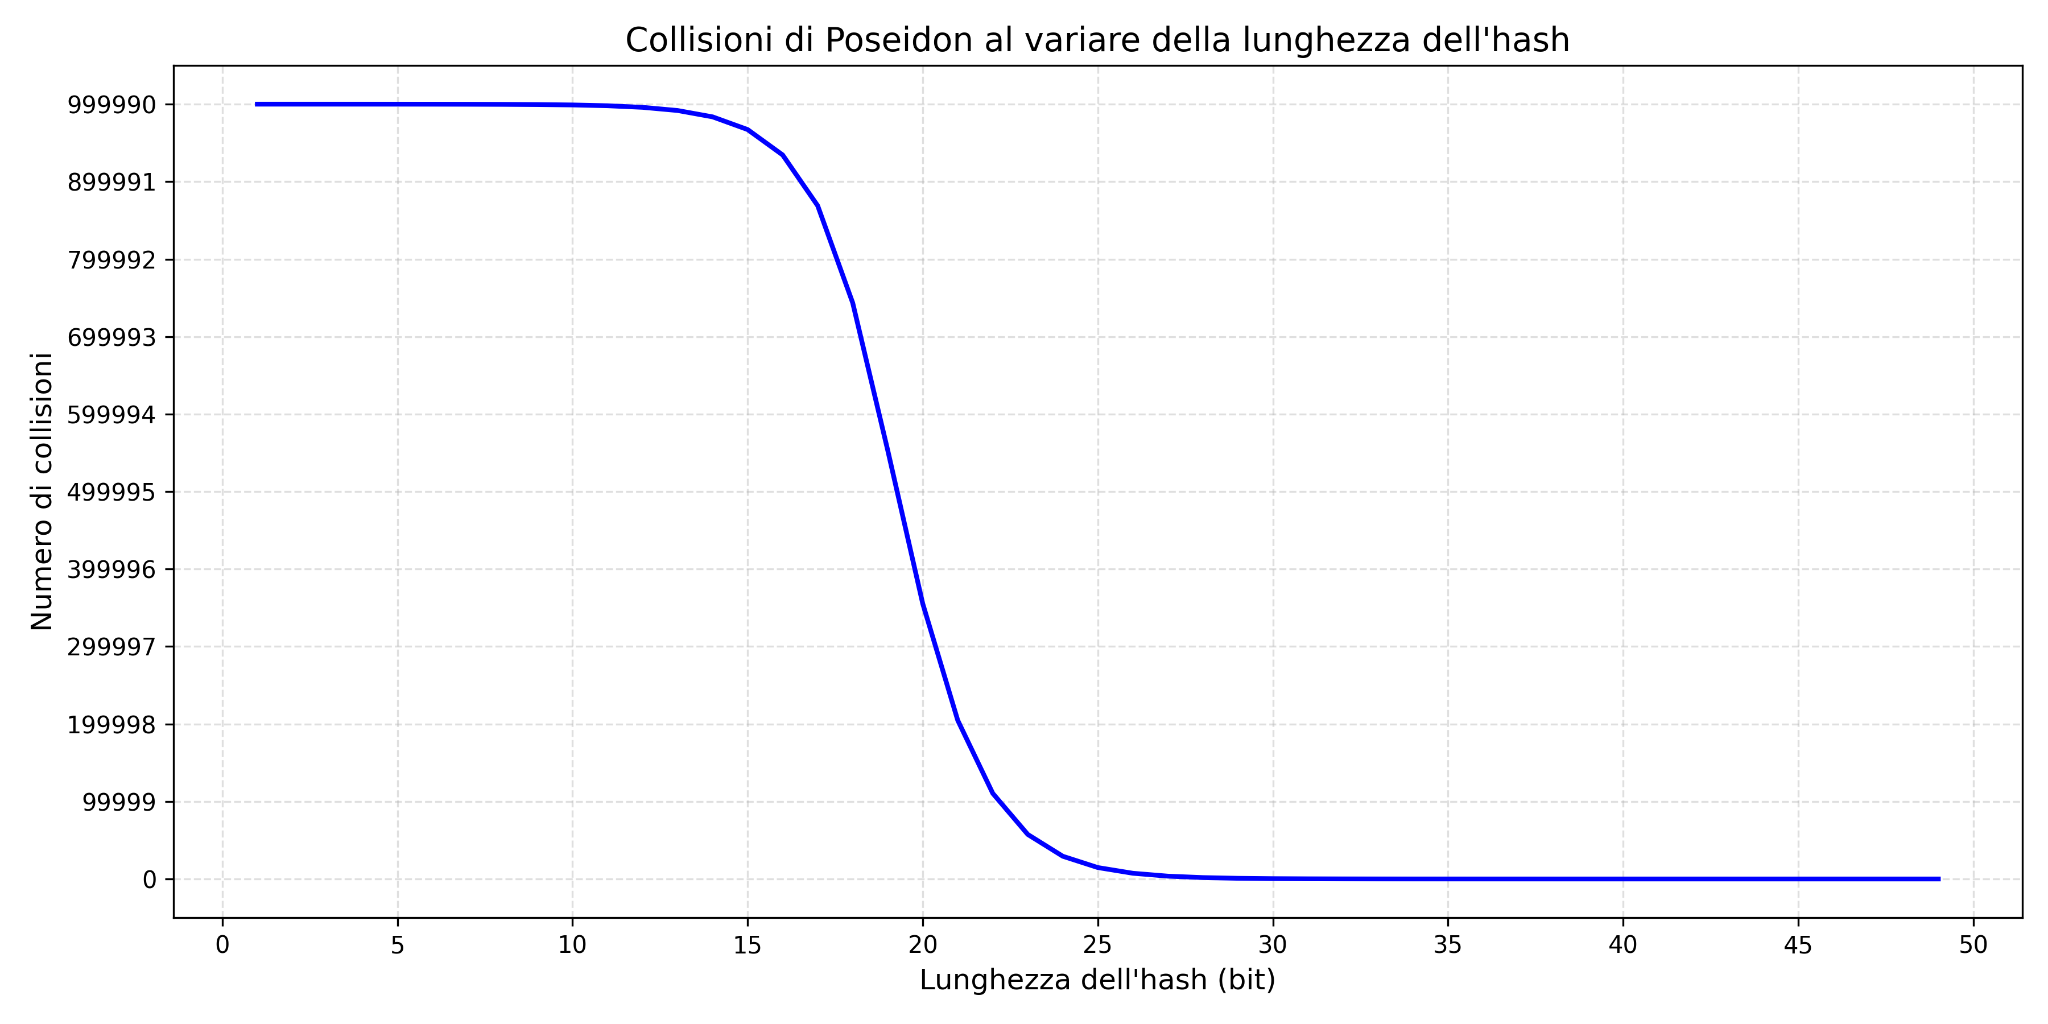 Collisioni di Poseidon al variare della lunghezza dell'hash
Numero di collisioni
999990
899991
799992
699993
599994
499995
399996
299997
199998
99999
0
0 5 10 15 20 25 30 35 40 45 50
Lunghezza dell'hash (bit)